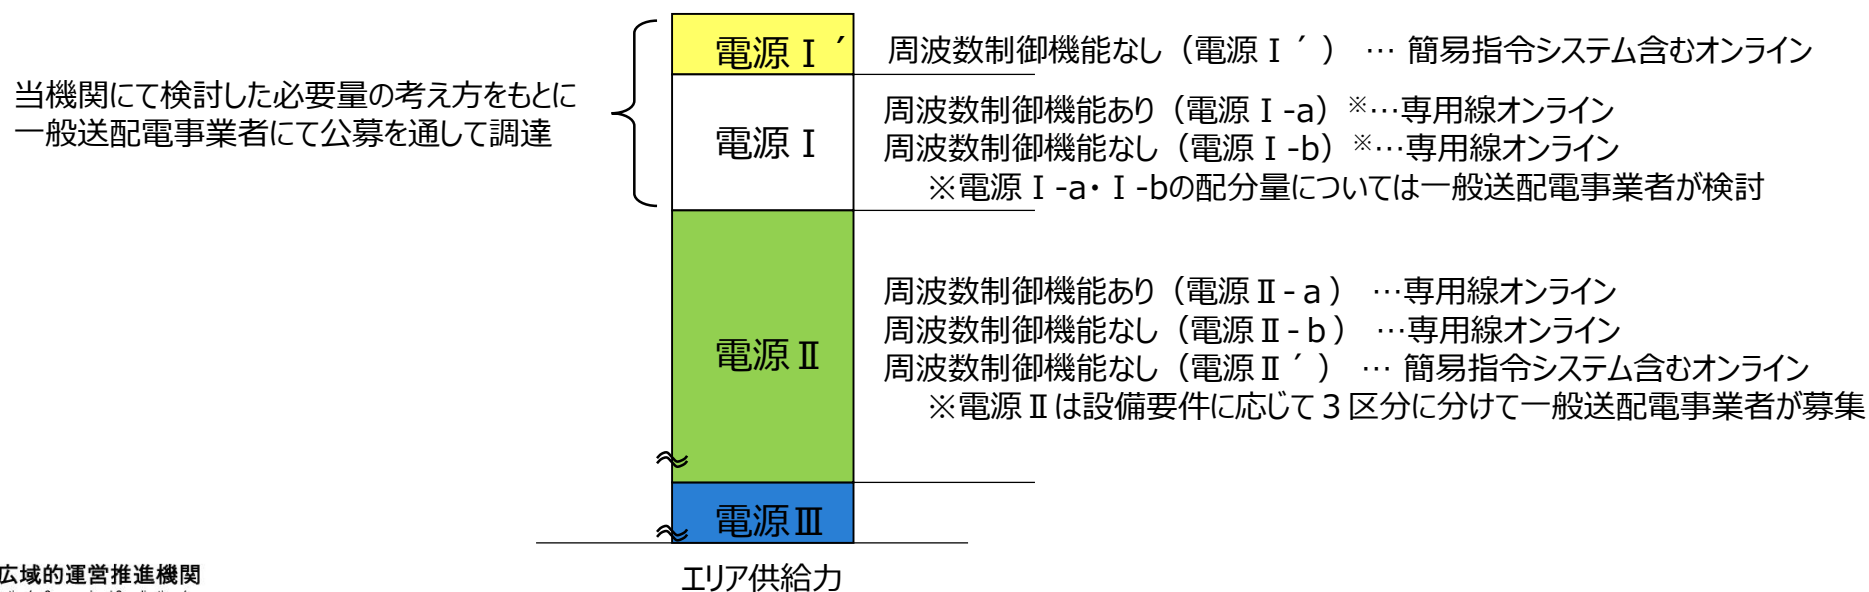 当機関にて検討した必要量の考え方をもとに
一般送配電事業者にて公募を通して調達
電源Ⅰ´
周波数制御機能なし（電源Ⅰ´） … 簡易指令システム含むオンライン
電源Ⅰ
周波数制御機能あり（電源Ⅰ-a）※…専用線オンライン
周波数制御機能なし（電源Ⅰ-b）※…専用線オンライン
※電源Ⅰ-a・Ⅰ-bの配分量については一般送配電事業者が検討
電源Ⅱ
周波数制御機能あり（電源Ⅱ-ａ） …専用線オンライン
周波数制御機能なし（電源Ⅱ-ｂ） …専用線オンライン
周波数制御機能なし（電源Ⅱ´） … 簡易指令システム含むオンライン
※電源Ⅱは設備要件に応じて３区分に分けて一般送配電事業者が募集
電源Ⅲ
エリア供給力
広域的運営推進機関